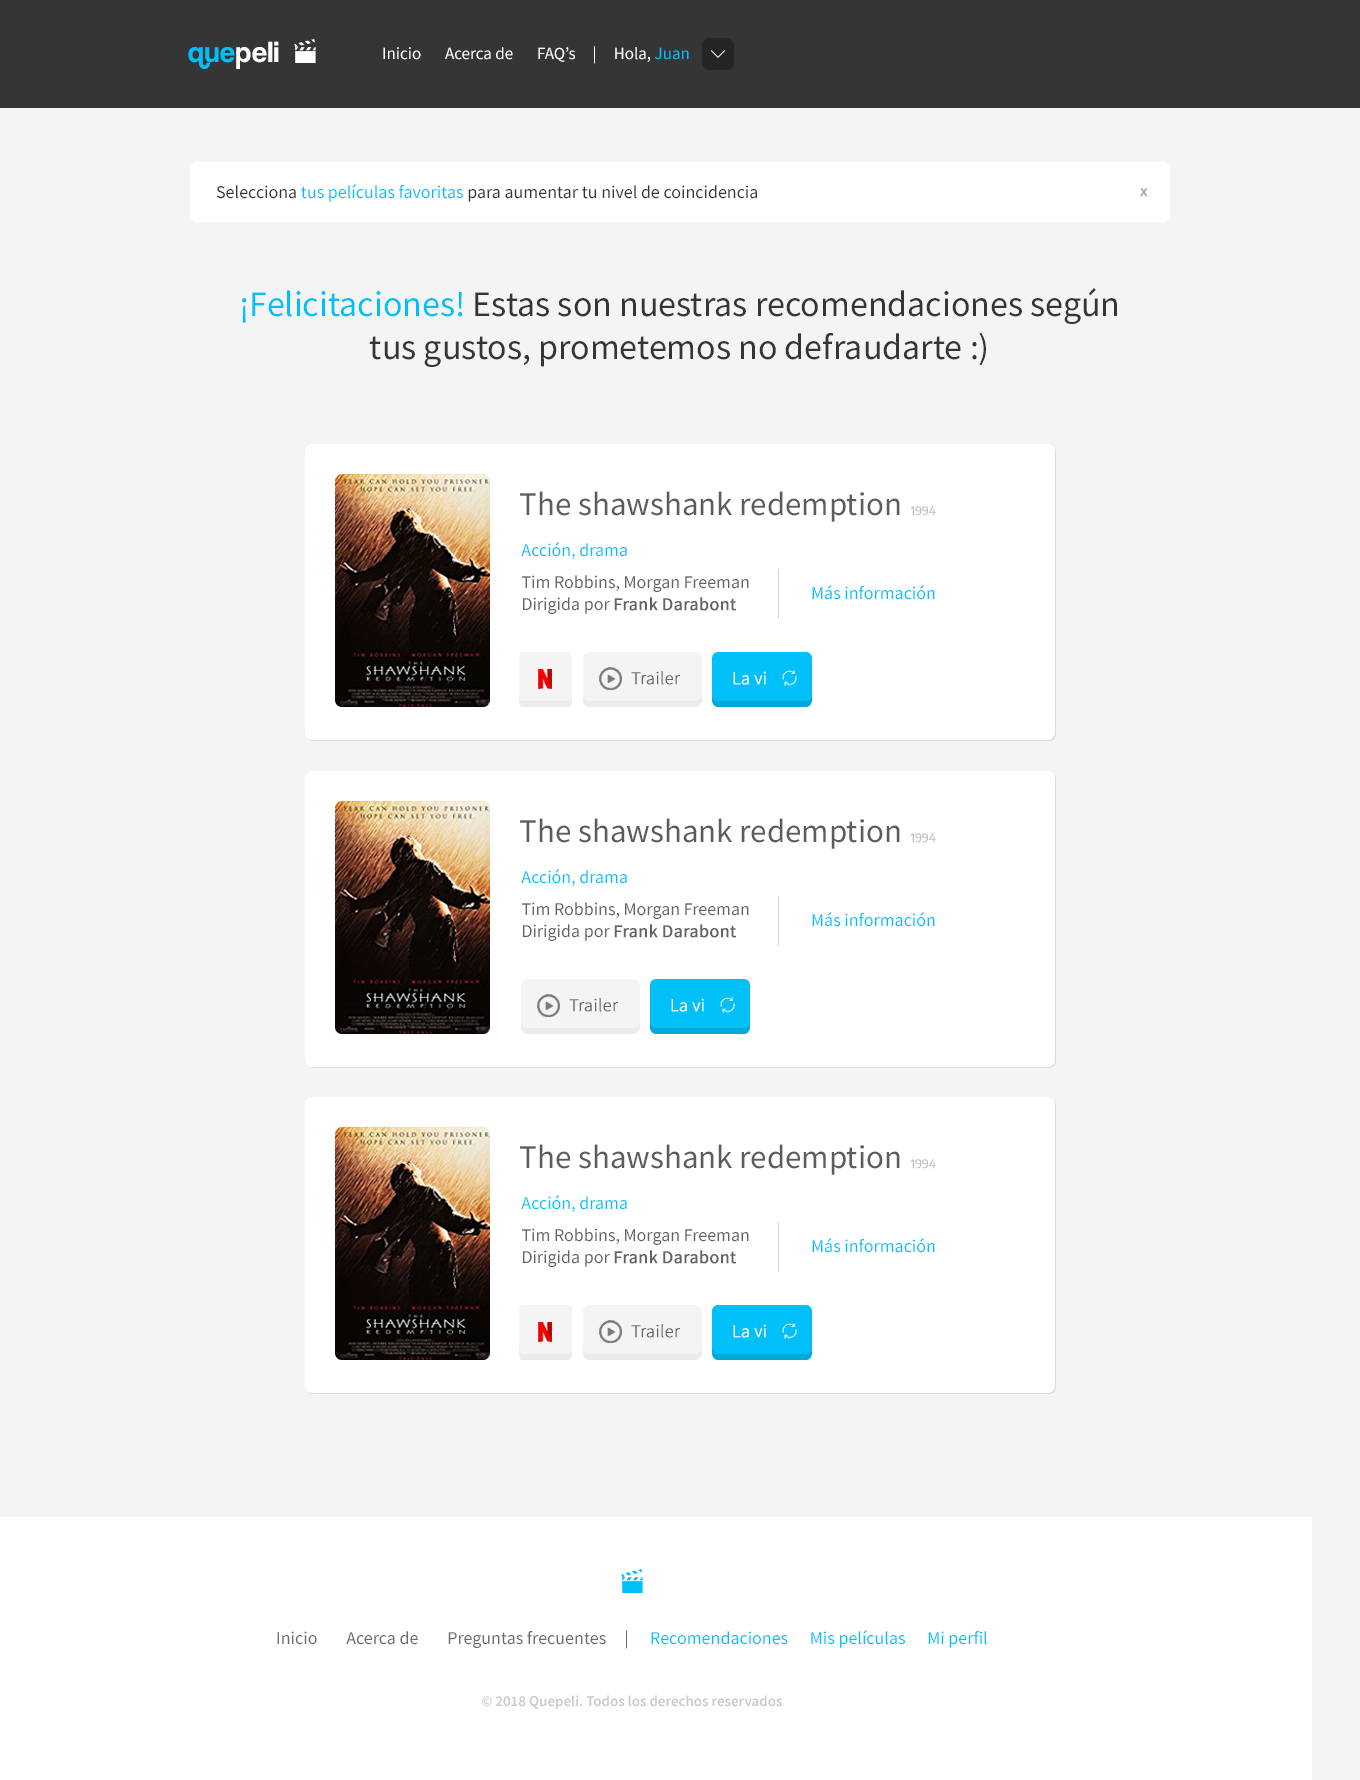 quepeli
Inicio Acerca de FAQ’s | Hola, Juan
Selecciona tus películas favoritas para aumentar tu nivel de coincidencia x
¡Felicitaciones! Estas son nuestras recomendaciones según
tus gustos, prometemos no defraudarte :)
FEAR CAN HOLD YOU PRISONER
HOPE CAN SET YOU FREE.
TIM ROBBINS MORGAN FREEMAN
THE
SHAWSHANK
REDEMPTION
THIS FALL
The shawshank redemption 1994
Acción, drama
Tim Robbins, Morgan Freeman
Dirigida por Frank Darabont
Más información
N Trailer La vi
FEAR CAN HOLD YOU PRISONER
HOPE CAN SET YOU FREE.
TIM ROBBINS MORGAN FREEMAN
THE
SHAWSHANK
REDEMPTION
THIS FALL
The shawshank redemption 1994
Acción, drama
Tim Robbins, Morgan Freeman
Dirigida por Frank Darabont
Más información
Trailer La vi
FEAR CAN HOLD YOU PRISONER
HOPE CAN SET YOU FREE.
TIM ROBBINS MORGAN FREEMAN
THE
SHAWSHANK
REDEMPTION
THIS FALL
The shawshank redemption 1994
Acción, drama
Tim Robbins, Morgan Freeman
Dirigida por Frank Darabont
Más información
N Trailer La vi
Inicio Acerca de Preguntas frecuentes | Recomendaciones Mis películas Mi perfil
© 2018 Quepeli. Todos los derechos reservados